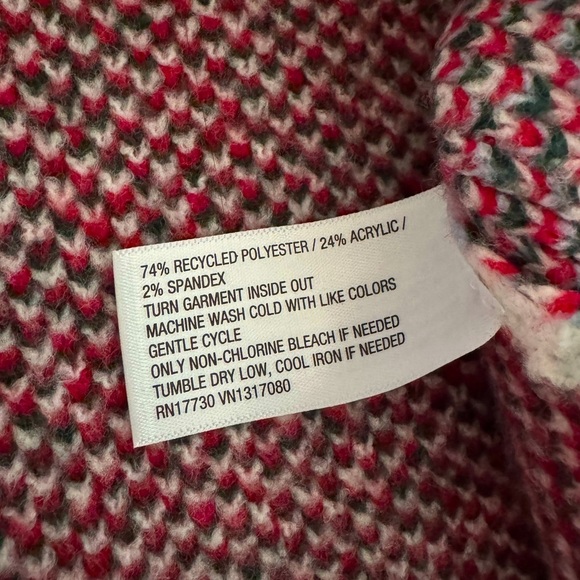 74% RECYCLED POLYESTER / 24% ACRYLIC /
2% SPANDEX
TURN GARMENT INSIDE OUT
MACHINE WASH COLD WITH LIKE COLORS
GENTLE CYCLE
ONLY NON-CHLORINE BLEACH IF NEEDED
TUMBLE DRY LOW, COOL IRON IF NEEDED
RN17730 VN1317080